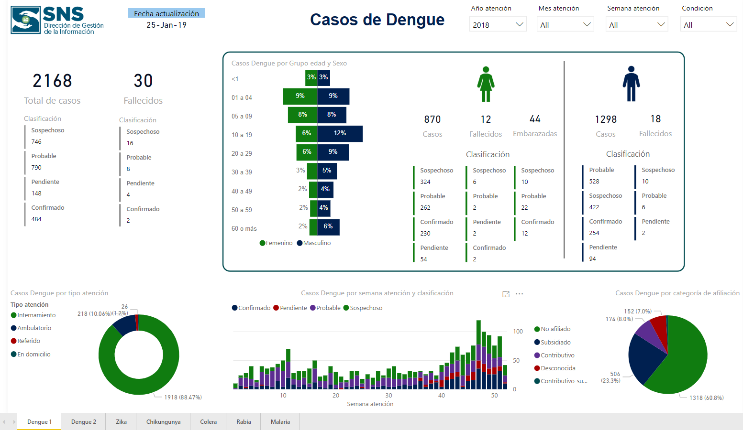 SNS
Dirección de Gestión
de la Información
Fecha actualización
25-Jan-19
Casos de Dengue
Año atención
2018
Mes atención
All
Semana atención
All
Condición
All
2168
Total de casos
30
Fallecidos
Clasificación
Sospechoso
746
Probable
790
Pendiente
148
Confirmado
484
Clasificación
Sospechoso
16
Probable
8
Pendiente
4
Confirmado
2
Casos Dengue por Grupo edad y Sexo
<1 3% 3%
01 a 04 9% 9%
05 a 09 8% 8%
10 a 19 6% 12%
20 a 29 6% 9%
30 a 39 3% 5%
40 a 49 2% 4%
50 a 59 2% 4%
60 a más 2% 6%
Femenino Masculino
870
Casos
12
Fallecidos
44
Embarazadas
Clasificación
Sospechoso
324
Probable
262
Confirmado
230
Pendiente
54
Sospechoso
6
Probable
2
Pendiente
2
Confirmado
2
Sospechoso
10
Probable
22
Confirmado
12
1298
Casos
18
Fallecidos
Clasificación
Probable
528
Sospechoso
422
Confirmado
254
Pendiente
94
Sospechoso
10
Probable
6
Confirmado
2
Casos Dengue por tipo atención
Tipo atención
Internamiento
Ambulatorio
Referido
En domicilio
26
218 (10.06%)
1918 (88.47%)
Casos Dengue por semana atención y clasificación
Confirmado Pendiente Probable Sospechoso
100
50
0
10 20 30 40 50
Semana atención
Casos Dengue por categoría de afiliación
No afiliado
Subsidiado
Contributivo
Desconocida
Contributivo su...
152 (7.0%)
174 (8.0%)
506
(23.3%)
1318 (60.8%)
Dengue 1 Dengue 2 Zika Chikungunya Colera Rabia Malaria